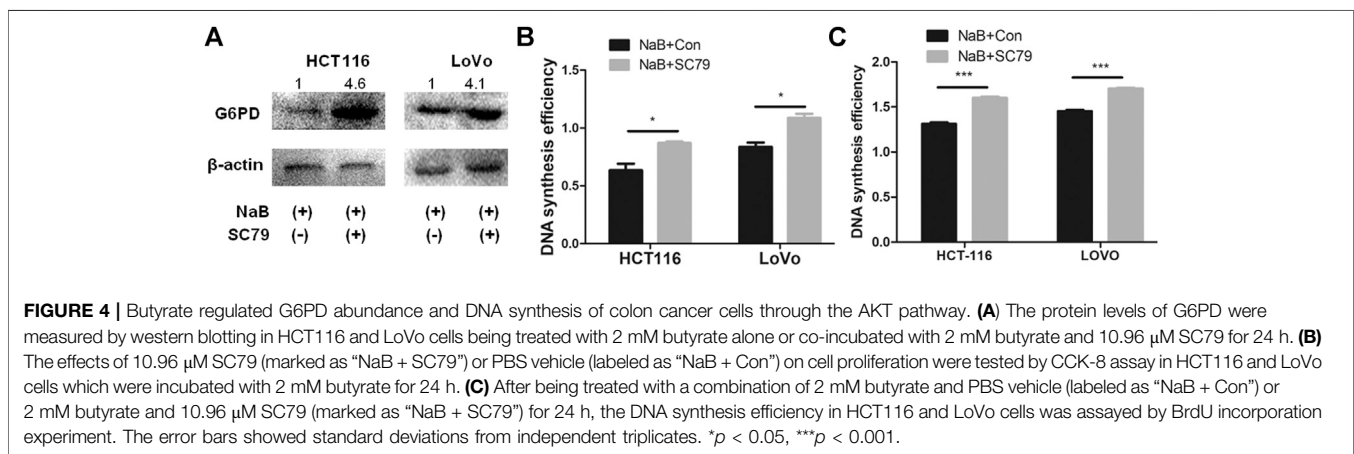 A
HCT116 LoVo
1 4.6 1 4.1
G6PD
β-actin
NaB (+) (+) (+) (+)
SC79 (-) (+) (-) (+)
B
NaB+Con
NaB+SC79
DNA synthesis efficiency
1.5
1.0
0.5
0.0
* *
HCT116 LoVo
C
NaB+Con
NaB+SC79
DNA synthesis efficiency
2.0
1.5
1.0
0.5
0.0
*** ***
HCT-116 LOVO
FIGURE 4 | Butyrate regulated G6PD abundance and DNA synthesis of colon cancer cells through the AKT pathway. (A) The protein levels of G6PD were
measured by western blotting in HCT116 and LoVo cells being treated with 2 mM butyrate alone or co-incubated with 2 mM butyrate and 10.96 μM SC79 for 24 h. (B)
The effects of 10.96 μM SC79 (marked as “NaB + SC79”) or PBS vehicle (labeled as “NaB + Con”) on cell proliferation were tested by CCK-8 assay in HCT116 and LoVo
cells which were incubated with 2 mM butyrate for 24 h. (C) After being treated with a combination of 2 mM butyrate and PBS vehicle (labeled as “NaB + Con”) or
2 mM butyrate and 10.96 μM SC79 (marked as “NaB + SC79”) for 24 h, the DNA synthesis efficiency in HCT116 and LoVo cells was assayed by BrdU incorporation
experiment. The error bars showed standard deviations from independent triplicates. *p < 0.05, ***p < 0.001.